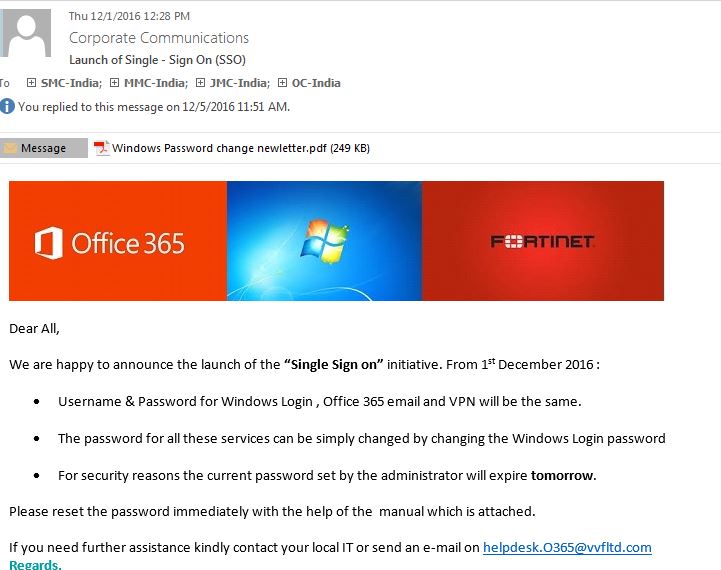 Thu 12/1/2016 12:28 PM
Corporate Communications
Launch of Single - Sign On (SSO)
To SMC-India; MMC-India; JMC-India; OC-India
You replied to this message on 12/5/2016 11:51 AM.
Message Windows Password change newletter.pdf (249 KB)
Office 365 FORTINET
Dear All,
We are happy to announce the launch of the “Single Sign on” initiative. From 1st December 2016 :
• Username & Password for Windows Login , Office 365 email and VPN will be the same.
• The password for all these services can be simply changed by changing the Windows Login password
• For security reasons the current password set by the administrator will expire tomorrow.
Please reset the password immediately with the help of the manual which is attached.
If you need further assistance kindly contact your local IT or send an e-mail on helpdesk.O365@vvfltd.com
Regards.